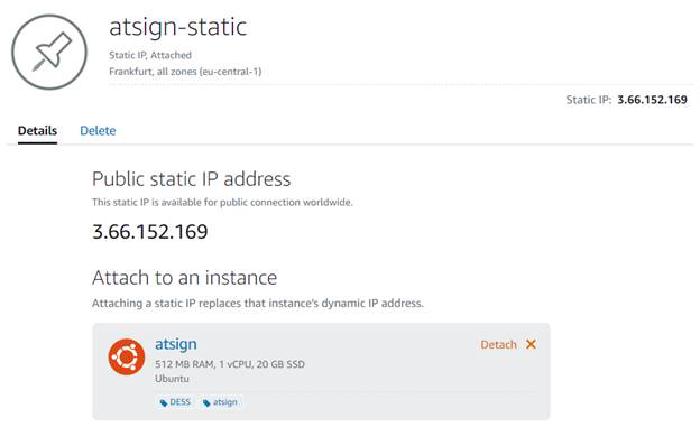 atsign-static
Static IP, Attached
Frankfurt, all zones (eu-central-1)
Static IP: 3.66.152.169
Details Delete
Public static IP address
This static IP is available for public connection worldwide.
3.66.152.169
Attach to an instance
Attaching a static IP replaces that instance's dynamic IP address.
atsign Detach
512 MB RAM, 1 vCPU, 20 GB SSD
Ubuntu
DESS atsign